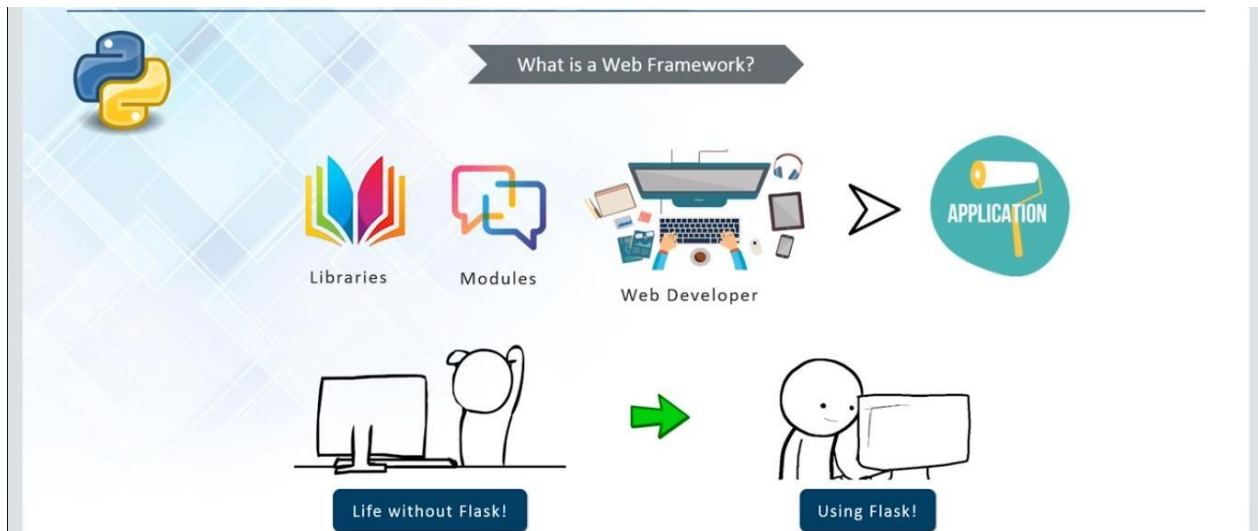 What is a Web Framework?
APPLICATION
Libraries
Modules
Web Developer
Life without Flask!
Using Flask!